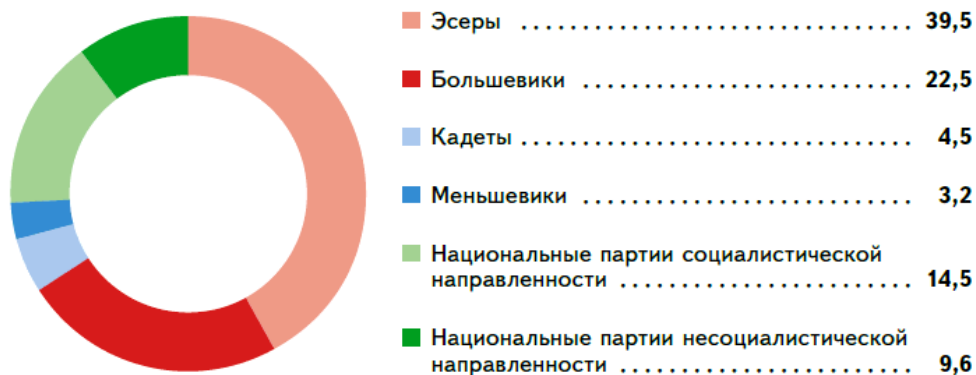 Эсеры .................................. 39,5
Большевики ............................ 22,5
Кадеты .................................. 4,5
Меньшевики ............................ 3,2
Национальные партии социалистической
направленности ......................... 14,5
Национальные партии несоциалистической
направленности ......................... 9,6